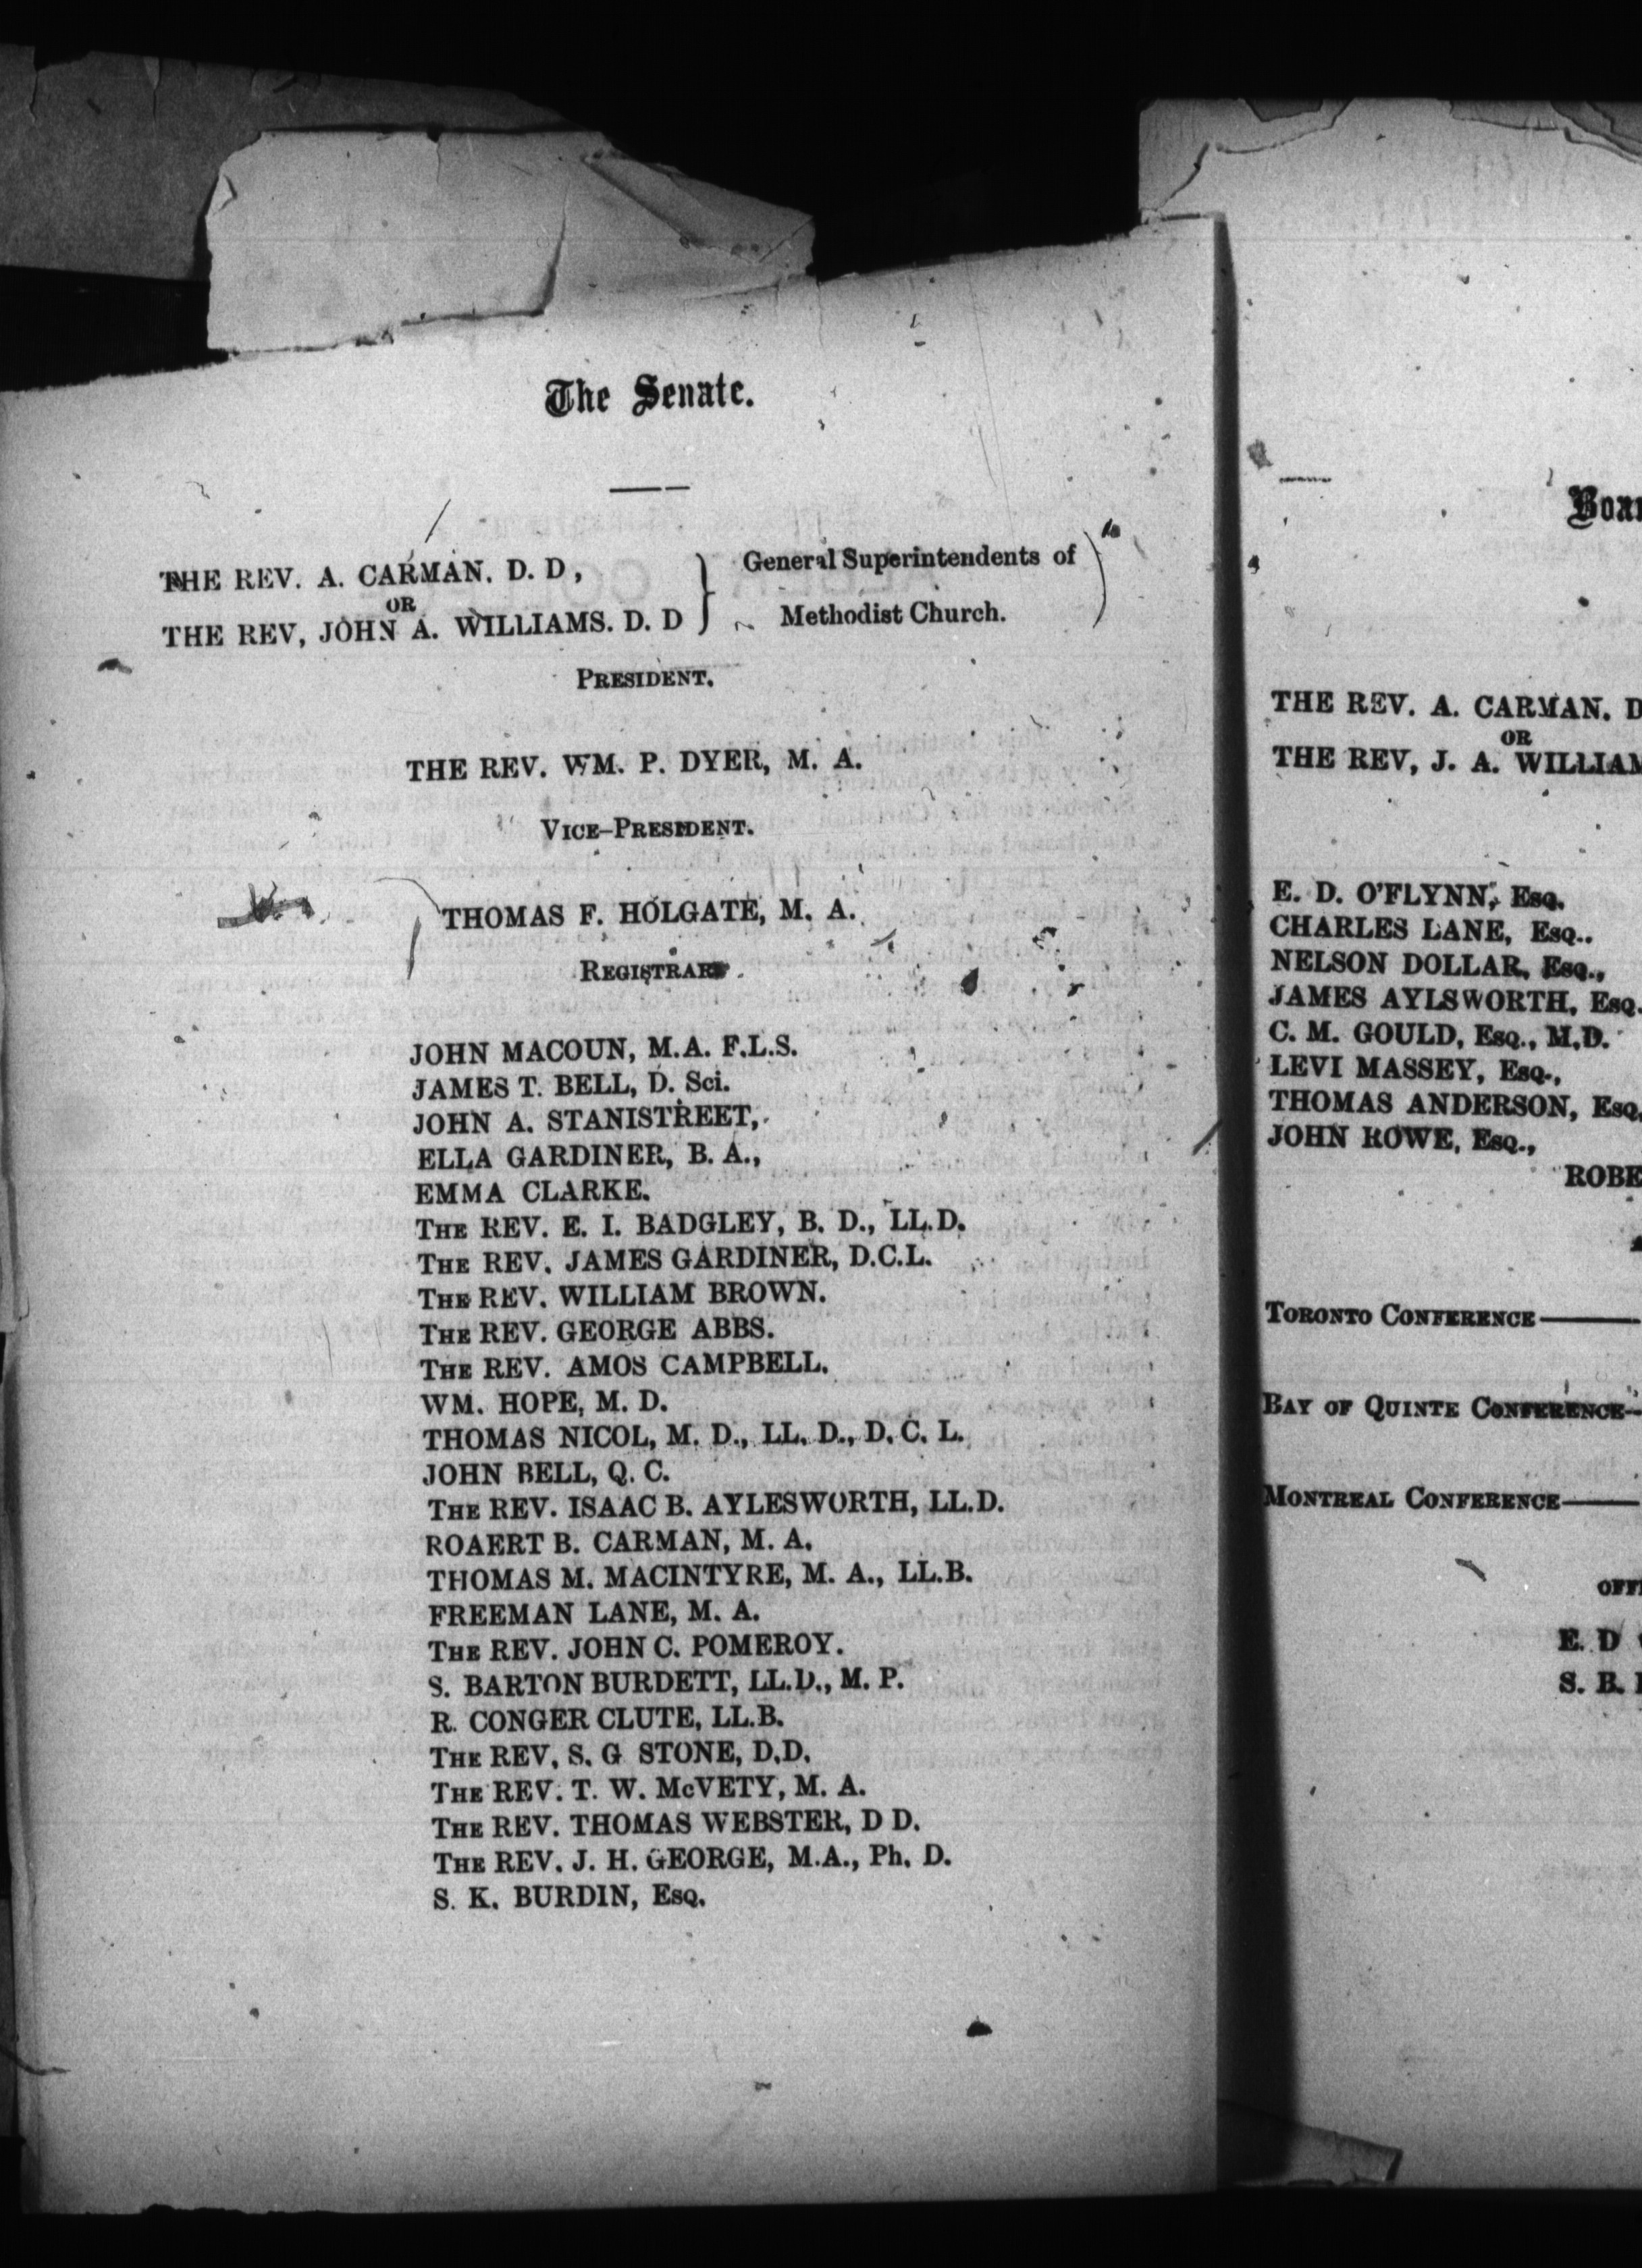 The Senate.
THE REV. A. CARMAN. D. D,
OR
THE REV, JOHN A. WILLIAMS. D. D
General Superintendents of
Methodist Church.
PRESIDENT.
THE REV. WM. P. DYER, M. A.
VICE-PRESIDENT.
THOMAS F. HOLGATE, M. A.
REGISTRAR
JOHN MACOUN, M.A. F.L.S.
JAMES T. BELL, D. Sci.
JOHN A. STANISTREET,
ELLA GARDINER, B. A.,
EMMA CLARKE.
THE REV. E. I. BADGLEY, B. D., LL.D.
THE REV. JAMES GARDINER, D.C.L.
THE REV. WILLIAM BROWN.
THE REV. GEORGE ABBS.
THE REV. AMOS CAMPBELL.
WM. HOPE, M. D.
THOMAS NICOL, M. D., LL. D., D. C. L.
JOHN BELL, Q. C.
THE REV. ISAAC B. AYLESWORTH, LL.D.
ROAERT B. CARMAN, M. A.
THOMAS M. MACINTYRE, M. A., LL.B.
FREEMAN LANE, M. A.
THE REV. JOHN C. POMEROY.
S. BARTON BURDETT, LL.D., M. P.
R. CONGER CLUTE, LL.B.
THE REV. S. G STONE, D.D.
THE REV. T. W. McVETY, M. A.
THE REV. THOMAS WEBSTER, D D.
THE REV. J. H. GEORGE, M.A., Ph. D.
S. K. BURDIN, ESQ.
Boar
THE REV. A. CARMAN. D
OR
THE REV, J. A. WILLIAM
E. D. O'FLYNN, ESQ.
CHARLES LANE, ESQ..
NELSON DOLLAR, ESQ.,
JAMES AYLSWORTH, ESQ.
C. M. GOULD, ESQ., M.D.
LEVI MASSEY, ESQ.,
THOMAS ANDERSON, ESQ.
JOHN ROWE, ESQ.,
ROBE
TORONTO CONFERENCE——
BAY OF QUINTE CONFERENCE—
MONTREAL CONFERENCE——
OFFI
E. D
S. B.